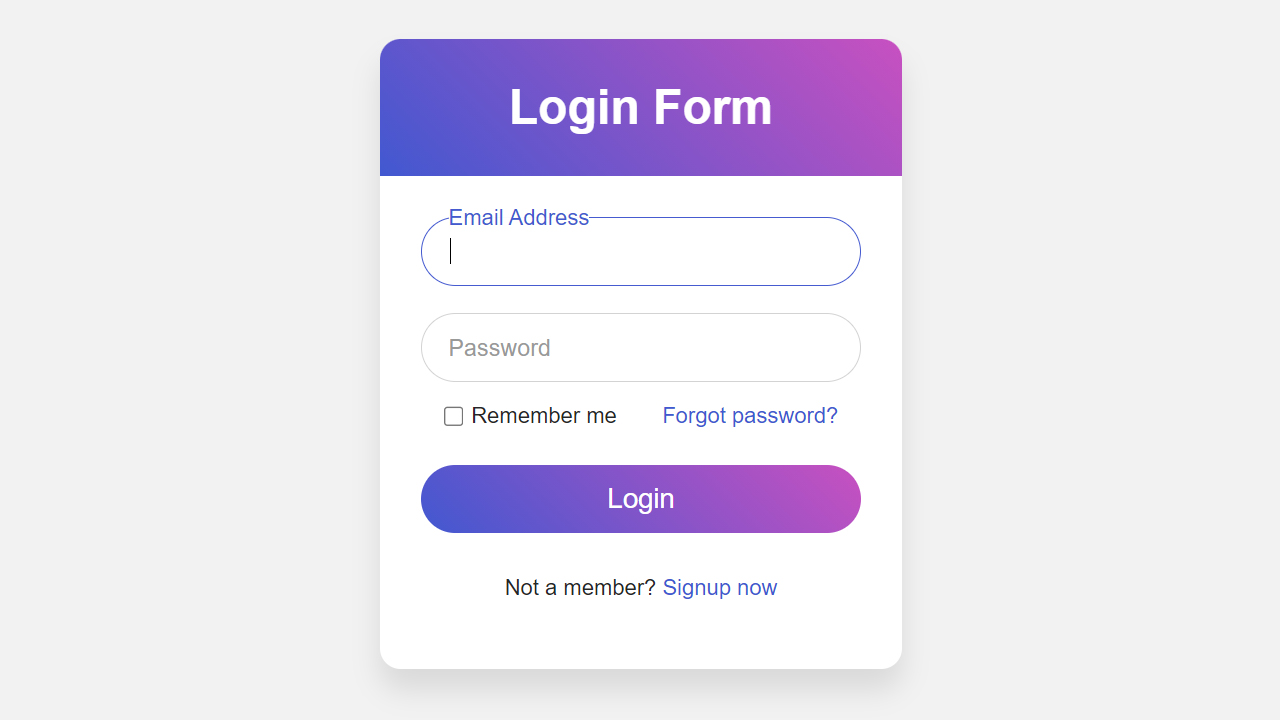 Login Form
Email Address
Password
Remember me Forgot password?
Login
Not a member? Signup now